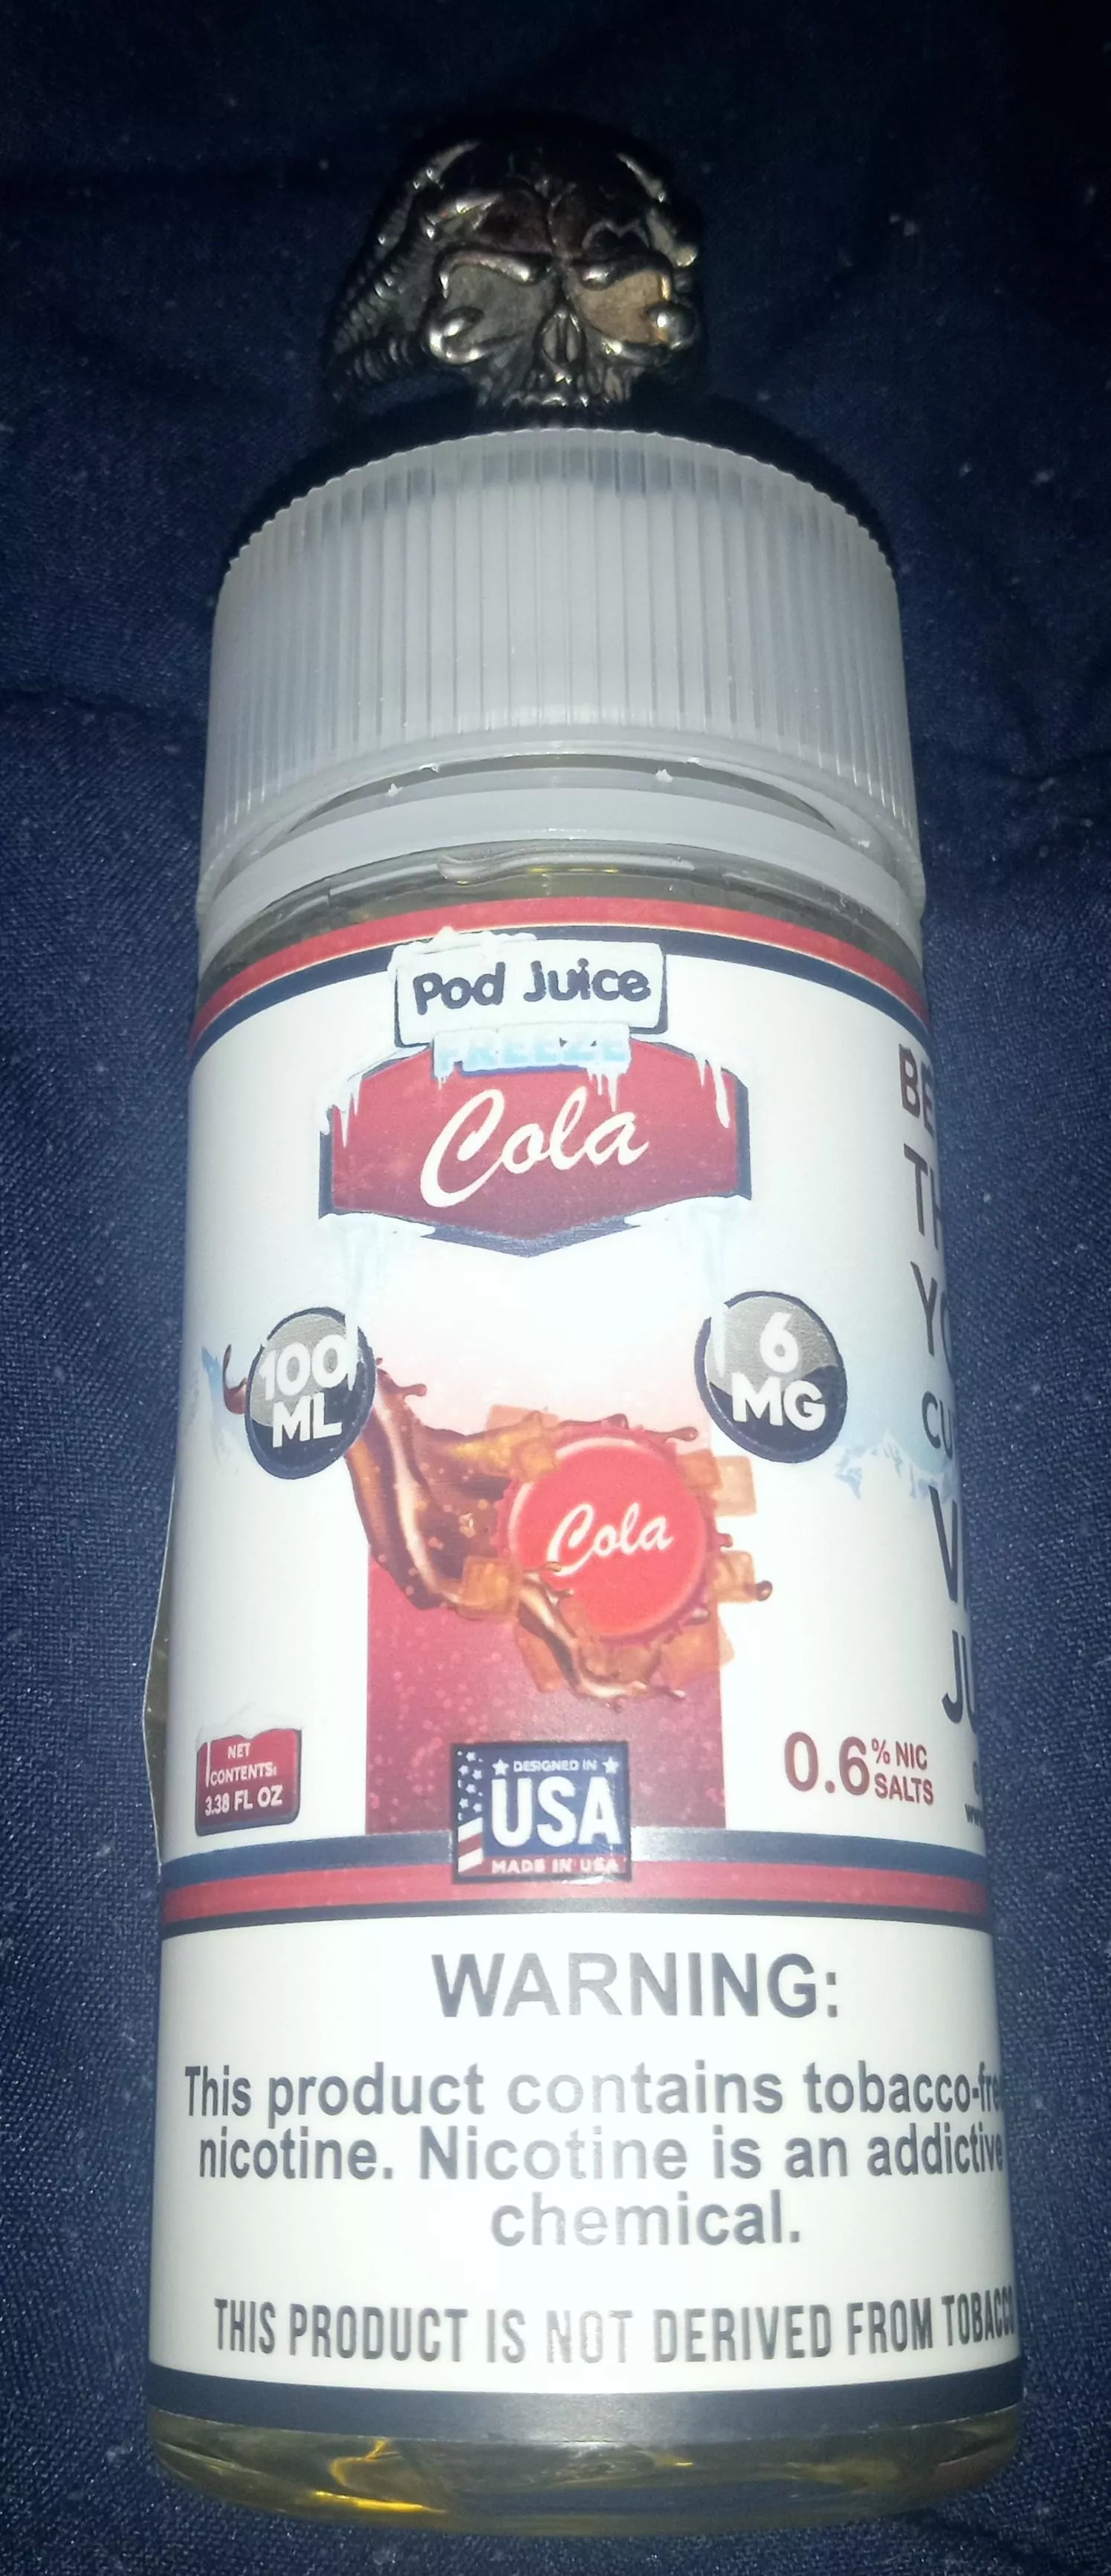 Pod Juice
FREEZE
Cola
100
ML
6
MG
Cola
NET
CONTENTS:
3.38 FL OZ
DESIGNED IN
USA
MADE IN USA
0.6% NIC
SALTS
WARNING:
This product contains tobacco-fre
nicotine. Nicotine is an addictive
chemical.
THIS PRODUCT IS NOT DERIVED FROM TOBACCO